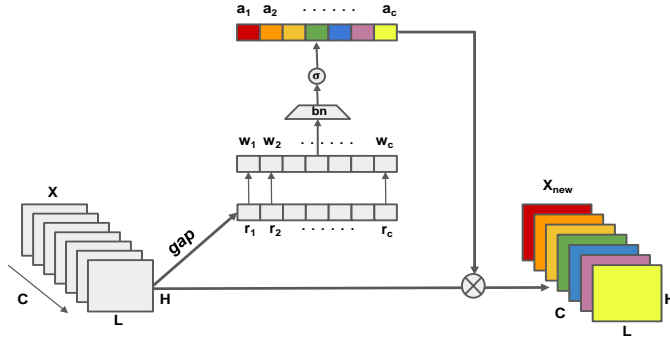 a1 a2 . . . . . . ac
σ
bn
w1 w2 . . . . . . wc
X
gap
r1 r2 . . . . . . rc
Xnew
C
H
L
C
H
L